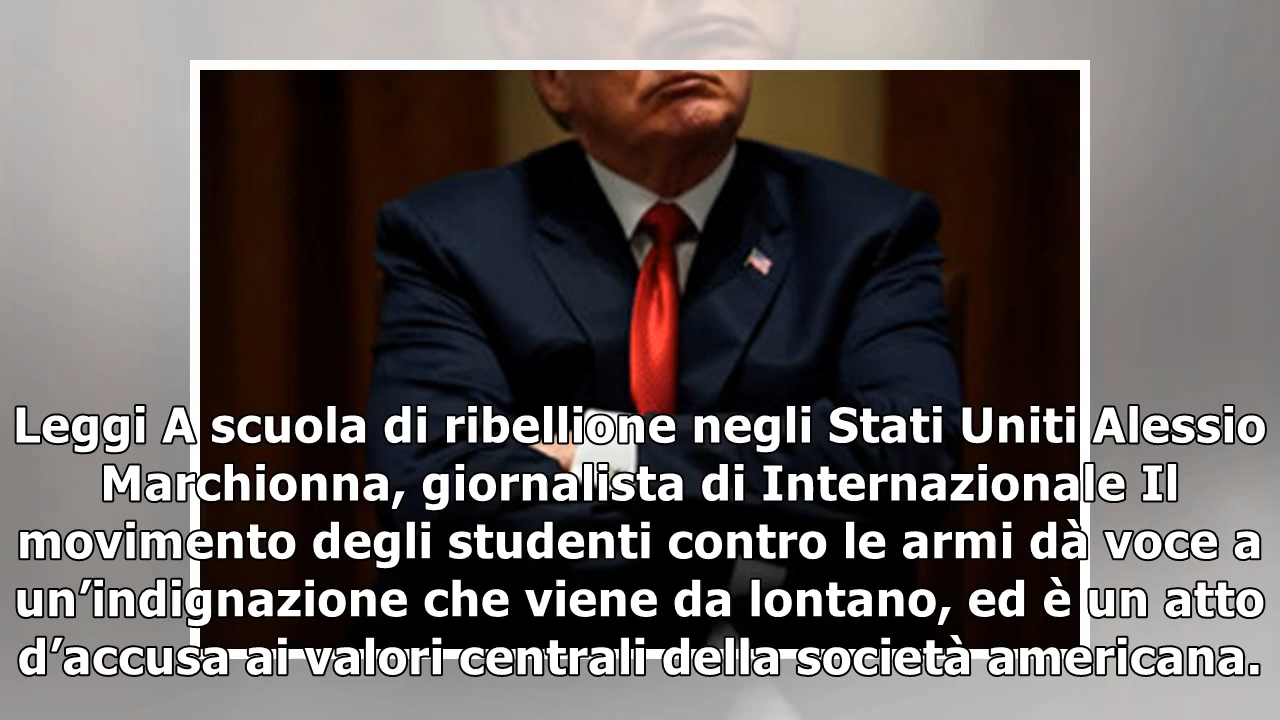 Leggi A scuola di ribellione negli Stati Uniti Alessio
Marchionna, giornalista di Internazionale Il
movimento degli studenti contro le armi dà voce a
un’indignazione che viene da lontano, ed è un atto
d’accusa ai valori centrali della società americana.